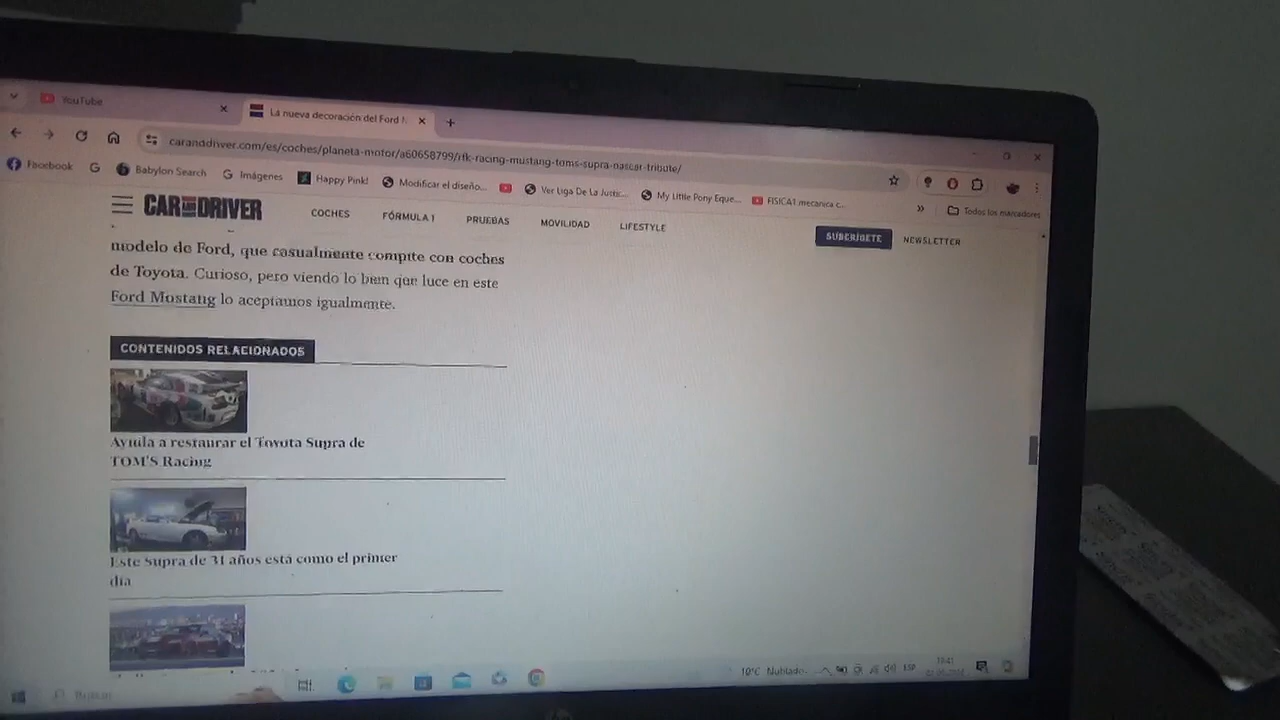 YouTube
La nueva decoración del Ford M
caranddriver.com/es/coches/planeta-motor/a60658799/rfk-racing-mustang-toms-supra-nascar-tribute/
Facebook
Babylon Search
Imágenes
Happy Pink!
Modificar el diseño...
Ver Liga De La Justic...
My Little Pony Eque...
FISICA1 mecanica c...
»
Todos los marcadores
CAR AND DRIVER
COCHES
FÓRMULA 1
PRUEBAS
MOVILIDAD
LIFESTYLE
SUBCRÍBETE
NEWSLETTER
modelo de Ford, que casualmente compite con coches
de Toyota. Curioso, pero viendo lo bien que luce en este
Ford Mustang lo aceptamos igualmente.
CONTENIDOS RELACIONADOS
Ayuda a restaurar el Toyota Supra de
TOM'S Racing
Este Supra de 31 años está como el primer
día
Buscar
10°C Nublado
ESP
19:41